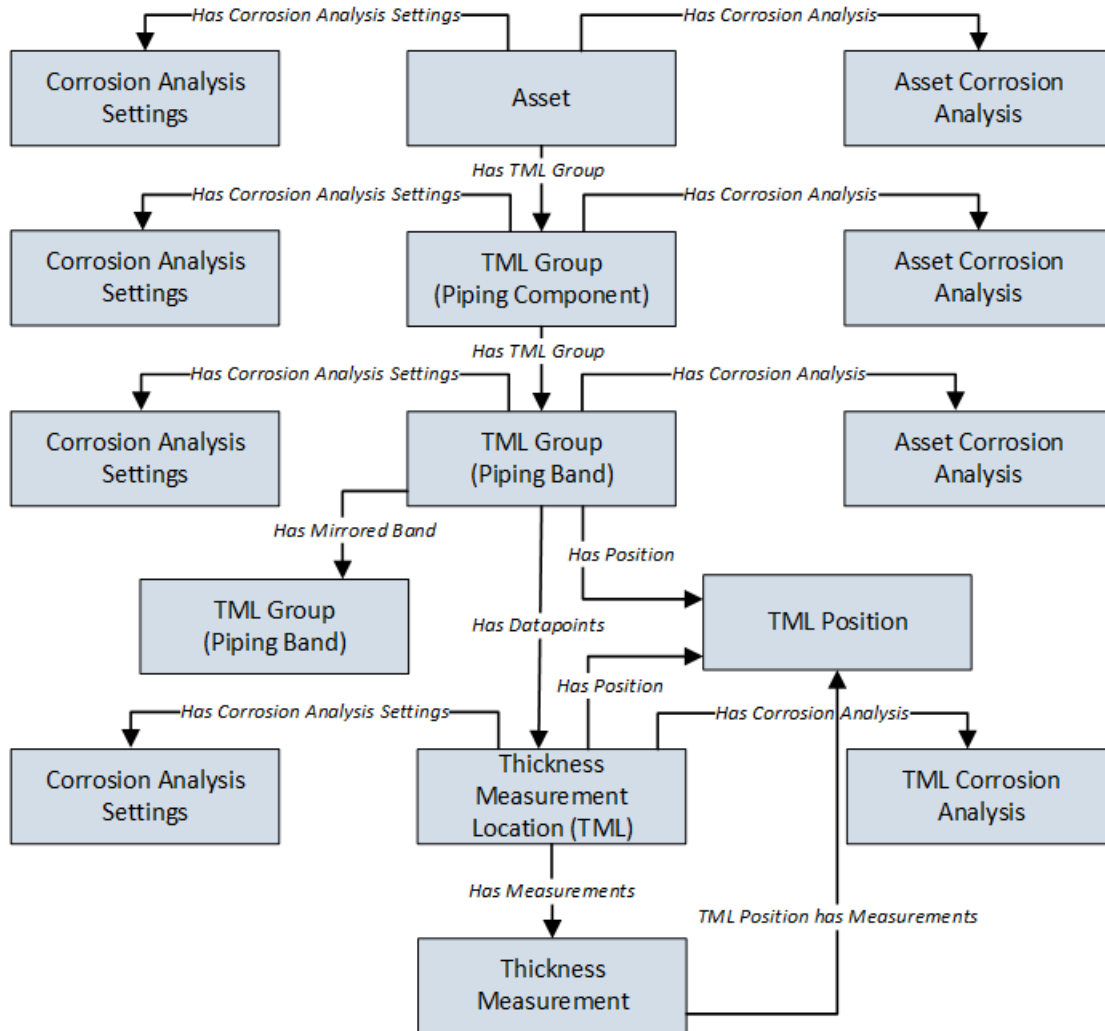 Has Corrosion Analysis Settings
Has Corrosion Analysis
Corrosion Analysis
Settings
Asset
Asset Corrosion
Analysis
Has TML Group
Has Corrosion Analysis Settings
Has Corrosion Analysis
Corrosion Analysis
Settings
TML Group
(Piping Component)
Asset Corrosion
Analysis
Has TML Group
Has Corrosion Analysis Settings
Has Corrosion Analysis
Corrosion Analysis
Settings
TML Group
(Piping Band)
Asset Corrosion
Analysis
Has Mirrored Band
Has Position
TML Group
(Piping Band)
Has Datapoints
TML Position
Has Position
Has Corrosion Analysis Settings
Has Corrosion Analysis
Corrosion Analysis
Settings
Thickness
Measurement
Location (TML)
TML Corrosion
Analysis
Has Measurements
TML Position has Measurements
Thickness
Measurement